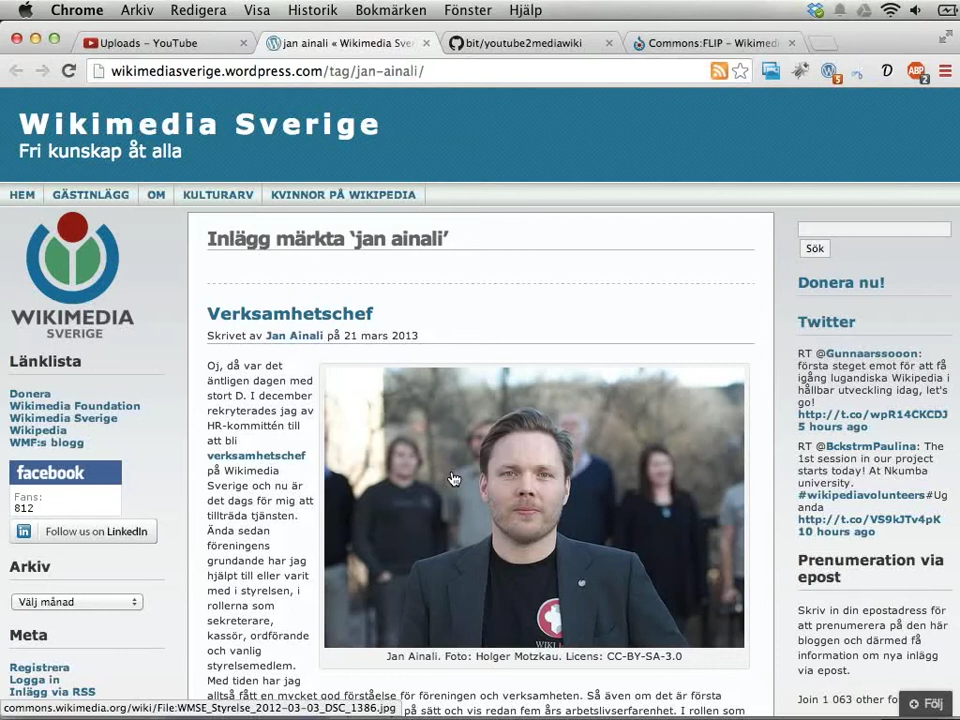 Chrome Arkiv Redigera Visa Historik Bokmärken Fönster Hjälp
Uploads – YouTube
jan ainali « Wikimedia Sve
bit/youtube2mediawiki
Commons:FLIP – Wikimed
wikimediasverige.wordpress.com/tag/jan-ainali/
5
D
ABP
2
Wikimedia Sverige
Fri kunskap åt alla
HEM GÄSTINLÄGG OM KULTURARV KVINNOR PÅ WIKIPEDIA
WIKIMEDIA
SVERIGE
Länklista
Donera
Wikimedia Foundation
Wikimedia Sverige
Wikipedia
WMF:s blogg
facebook
Fans:
812
in Follow us on LinkedIn
Arkiv
Välj månad
Meta
Registrera
Logga in
Inlägg via RSS
commons.wikimedia.org/wiki/File:WMSE_Styrelse_2012-03-03_DSC_1386.jpg
Inlägg märkta ‘jan ainali’
Verksamhetschef
Skrivet av Jan Ainali på 21 mars 2013
Oj, då var det
äntligen dagen med
stort D. I december
rekryterades jag av
HR-kommittén till
att bli
verksamhetschef
på Wikimedia
Sverige och nu är
det dags för mig att
tillträda tjänsten.
Ända sedan
föreningens
grundande har jag
hjälpt till eller varit
med i styrelsen, i
rollerna som
sekreterare,
kassör, ordförande
och vanlig
styrelsemedlem.
Med tiden har jag
alltså fått en mycket god förståelse för föreningen och verksamheten. Så även om det är första
på sätt och vis redan fem års arbetslivserfarenhet. I rollen som
Jan Ainali. Foto: Holger Motzkau. Licens: CC-BY-SA-3.0
Sök
Donera nu!
Twitter
RT @Gunnaarssooon:
första steget emot för att få
igång lugandiska Wikipedia i
hållbar utveckling idag, let's
go!
http://t.co/wpR14CKCDJ
5 hours ago
RT @BckstrmPaulina: The
1st session in our project
starts today! At Nkumba
university.
#wikipediavolunteers#Ug
anda
http://t.co/VS9kJTv4pK
10 hours ago
Prenumeration via
epost
Skriv in din epostadress för
att prenumerera på den här
bloggen och därmed få
information om nya inlägg
via epost.
Join 1 063 other fo
Följ